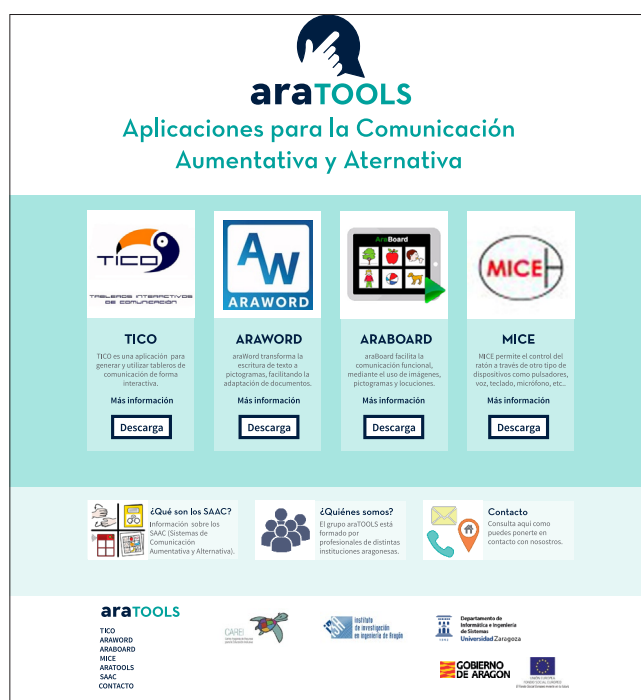 araTOOLS
Aplicaciones para la Comunicación
Aumentativa y Aternativa
TICO
TABLEROS INTERACTIVOS
DE COMUNICACIÓN
AW
ARAWORD
AraBoard
MICE
TICO
TICO es una aplicación para
generar y utilizar tableros de
comunicación de forma
interactiva.
Más información
Descarga
ARAWORD
araWord transforma la
escritura de texto a
pictogramas, facilitando la
adaptación de documentos.
Más información
Descarga
ARABOARD
araBoard facilita la
comunicación funcional,
mediante el uso de imágenes,
pictogramas y locuciones.
Más información
Descarga
MICE
MICE permite el control del
ratón a través de otro tipo de
dispositivos como pulsadores,
voz, teclado, micrófono, etc..
Más información
Descarga
¿Qué son los SAAC?
Información sobre los
SAAC (Sistemas de
Comunicación
Aumentativa y Alternativa).
¿Quiénes somos?
El grupo araTOOLS está
formado por
profesionales de distintas
instituciones aragonesas.
Contacto
Consulta aqui como
puedes ponerte en
contacto con nosostros.
araTOOLS
TICO
ARAWORD
ARABOARD
MICE
ARATOOLS
SAAC
CONTACTO
CAREI
instituto
de investigación
en ingeniería de Aragón
Departamento de
Informática e Ingeniería
de Sistemas
Universidad Zaragoza
GOBIERNO
DE ARAGON
UNIÓN EUROPEA